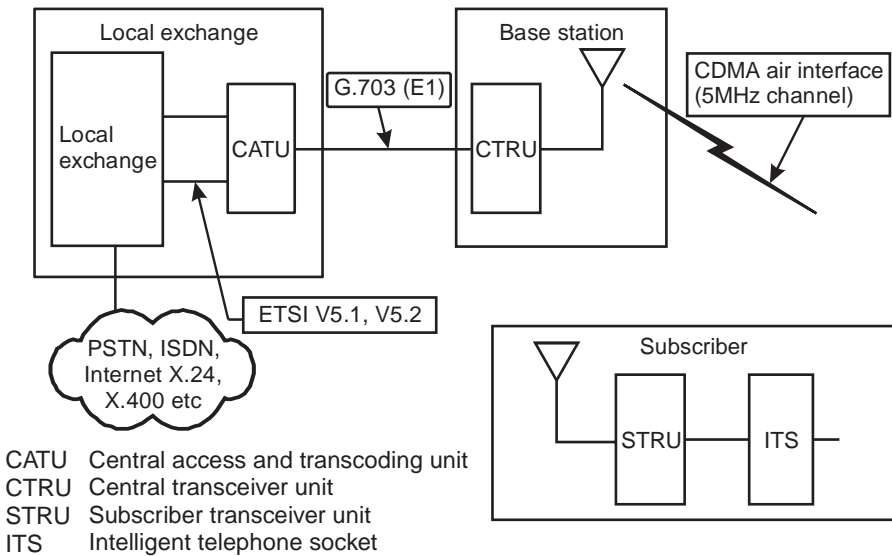 Local exchange
Base station
G.703 (E1)
CDMA air interface
(5MHz channel)
Local
exchange
CATU
CTRU
ETSI V5.1, V5.2
PSTN, ISDN,
Internet X.24,
X.400 etc
Subscriber
STRU
ITS
CATU Central access and transcoding unit
CTRU Central transceiver unit
STRU Subscriber transceiver unit
ITS Intelligent telephone socket